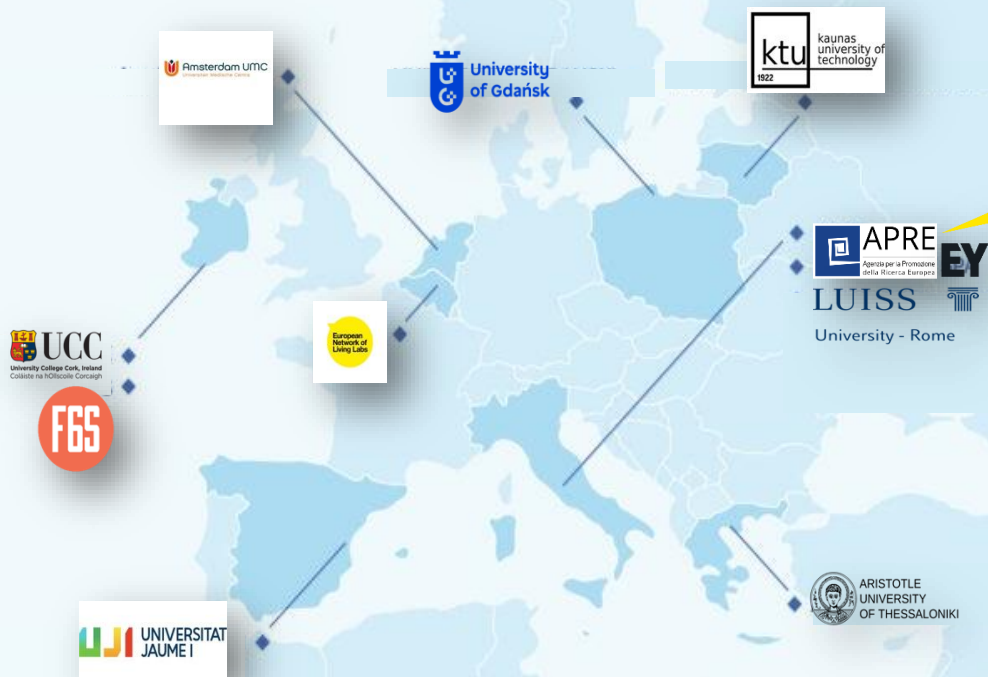 Amsterdam UMC
Universitair Medische Centra
UG
University
of Gdańsk
ktu
1922
kaunas
university of
technology
APRE
Agenzia per la Promozione
della Ricerca Europea
EY
LUISS
University - Rome
European
Network of
Living Labs
UCC
University College Cork, Ireland
Coláiste na hOllscoile Corcaigh
F6S
UJI
UNIVERSITAT
JAUME I
ARISTOTLE
UNIVERSITY
OF THESSALONIKI